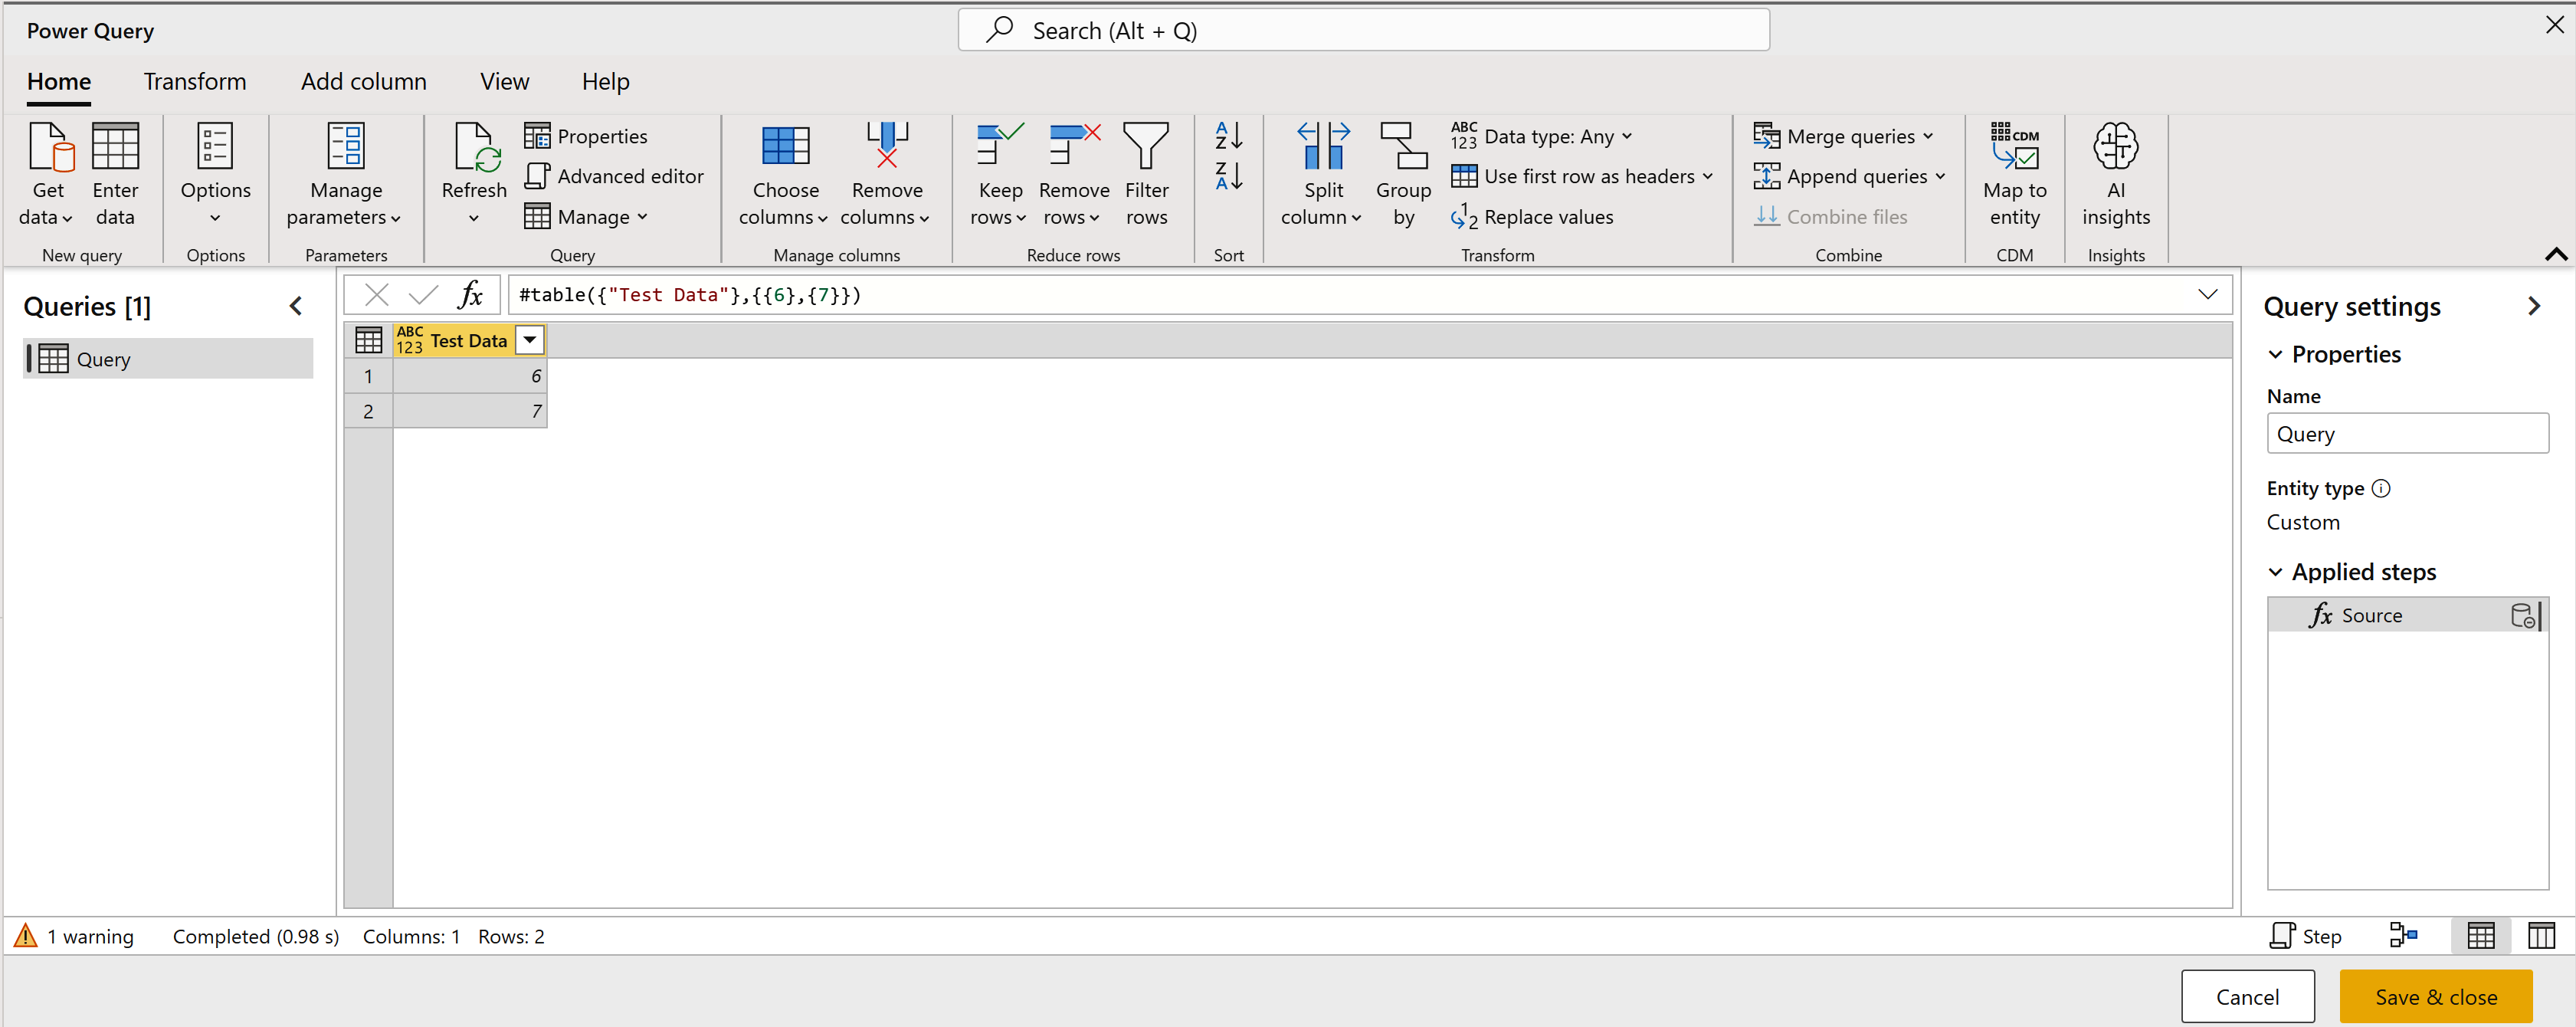 Power Query
Search (Alt + Q)
Home Transform Add column View Help
Get data
Enter data
New query
Options
Options
Manage parameters
Parameters
Refresh
Properties
Advanced editor
Manage
Query
Choose columns
Remove columns
Manage columns
Keep rows
Remove rows
Filter rows
Reduce rows
A Z
Z A
Sort
Split column
Group by
ABC 123 Data type: Any
Use first row as headers
1 2 Replace values
Transform
Merge queries
Append queries
Combine files
Combine
CDM
Map to entity
CDM
AI insights
Insights
Queries [1]
Query
fx #table({"Test Data"},{{6},{7}})
ABC 123 Test Data
1 6
2 7
Query settings
Properties
Name
Query
Entity type
Custom
Applied steps
fx Source
1 warning Completed (0.98 s) Columns: 1 Rows: 2
Step
Cancel Save & close